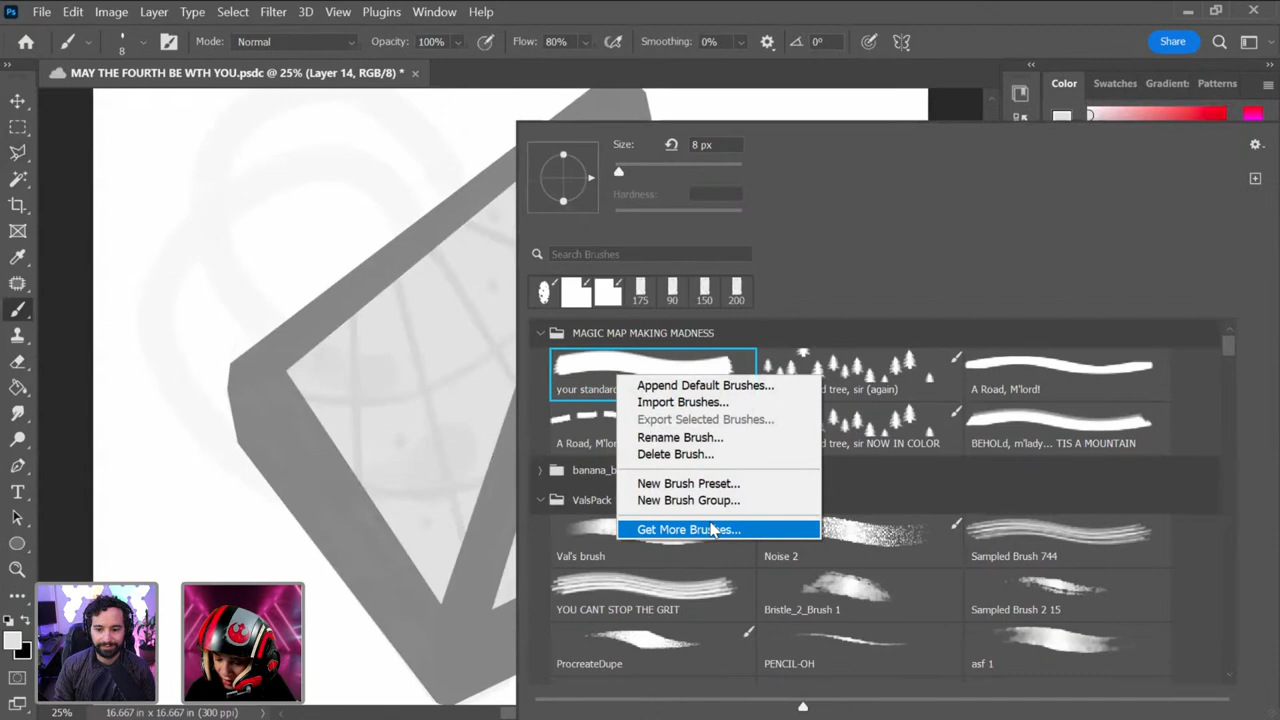 Ps File Edit Image Layer Type Select Filter 3D View Plugins Window Help
8 Mode: Normal Opacity: 100% Flow: 80% Smoothing: 0% 0° Share
MAY THE FOURTH BE WTH YOU.psdc @ 25% (Layer 14, RGB/8) *
Color Swatches Gradient: Patterns
Size: 8 px
Hardness:
Search Brushes
175 90 150 200
MAGIC MAP MAKING MADNESS
your standard tree, sir (again) A Road, M'lord!
A Road, M'lo tree, sir NOW IN COLOR BEHOLd, m'lady... TIS A MOUNTAIN
Append Default Brushes...
Import Brushes...
Export Selected Brushes...
Rename Brush...
Delete Brush...
New Brush Preset...
New Brush Group...
Get More Brushes...
banana_b
ValsPack
Val's brush Noise 2 Sampled Brush 744
YOU CANT STOP THE GRIT Bristle_2_Brush 1 Sampled Brush 2 15
ProcreateDupe PENCIL-OH asf 1
25% 16.667 in x 16.667 in (300 ppi)